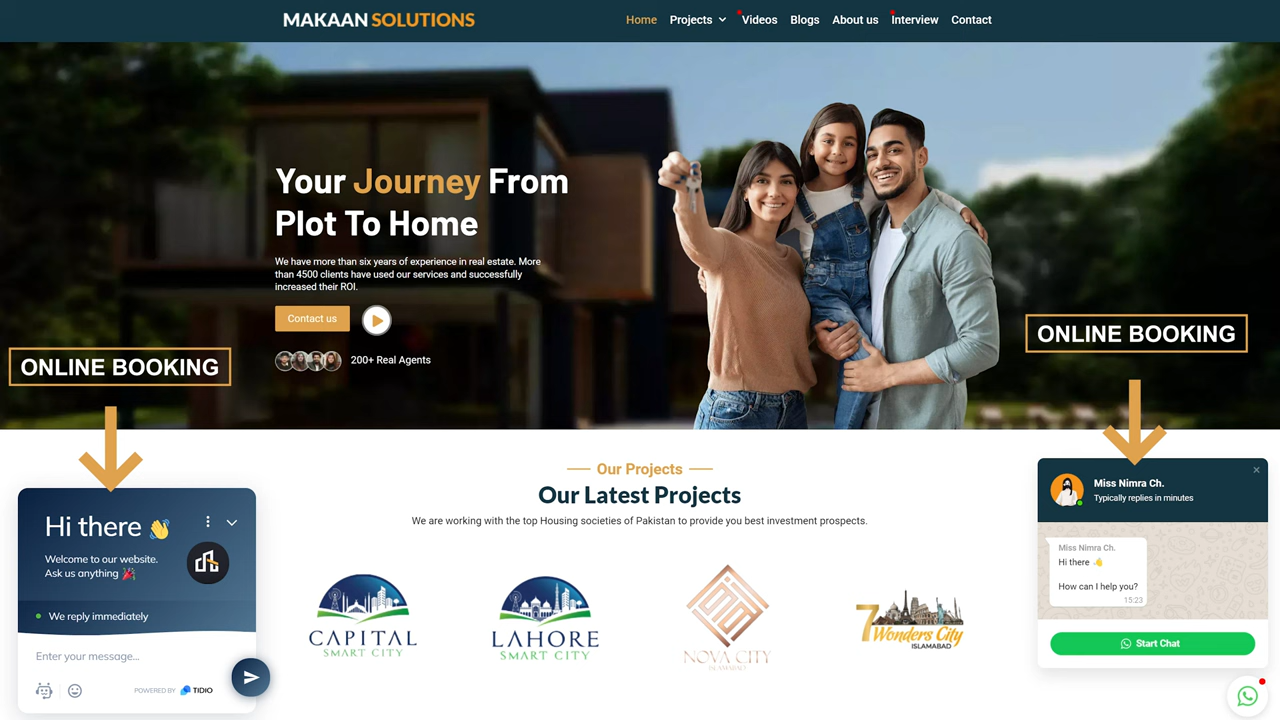 MAKAAN SOLUTIONS
Home Projects Videos Blogs About us Interview Contact
Your Journey From
Plot To Home
We have more than six years of experience in real estate. More
than 4500 clients have used our services and successfully
increased their ROI.
Contact us
200+ Real Agents
ONLINE BOOKING
ONLINE BOOKING
Our Projects
Our Latest Projects
We are working with the top Housing societies of Pakistan to provide you best investment prospects.
CAPITAL
SMART CITY
LAHORE
SMART CITY
NOVA CITY
ISLAMABAD
7 Wonders City
ISLAMABAD
Hi there 👋
Welcome to our website.
Ask us anything 🎉
We reply immediately
Enter your message...
POWERED BY TIDIO
Miss Nimra Ch.
Typically replies in minutes
Miss Nimra Ch.
Hi there 👋
How can I help you?
15:23
Start Chat